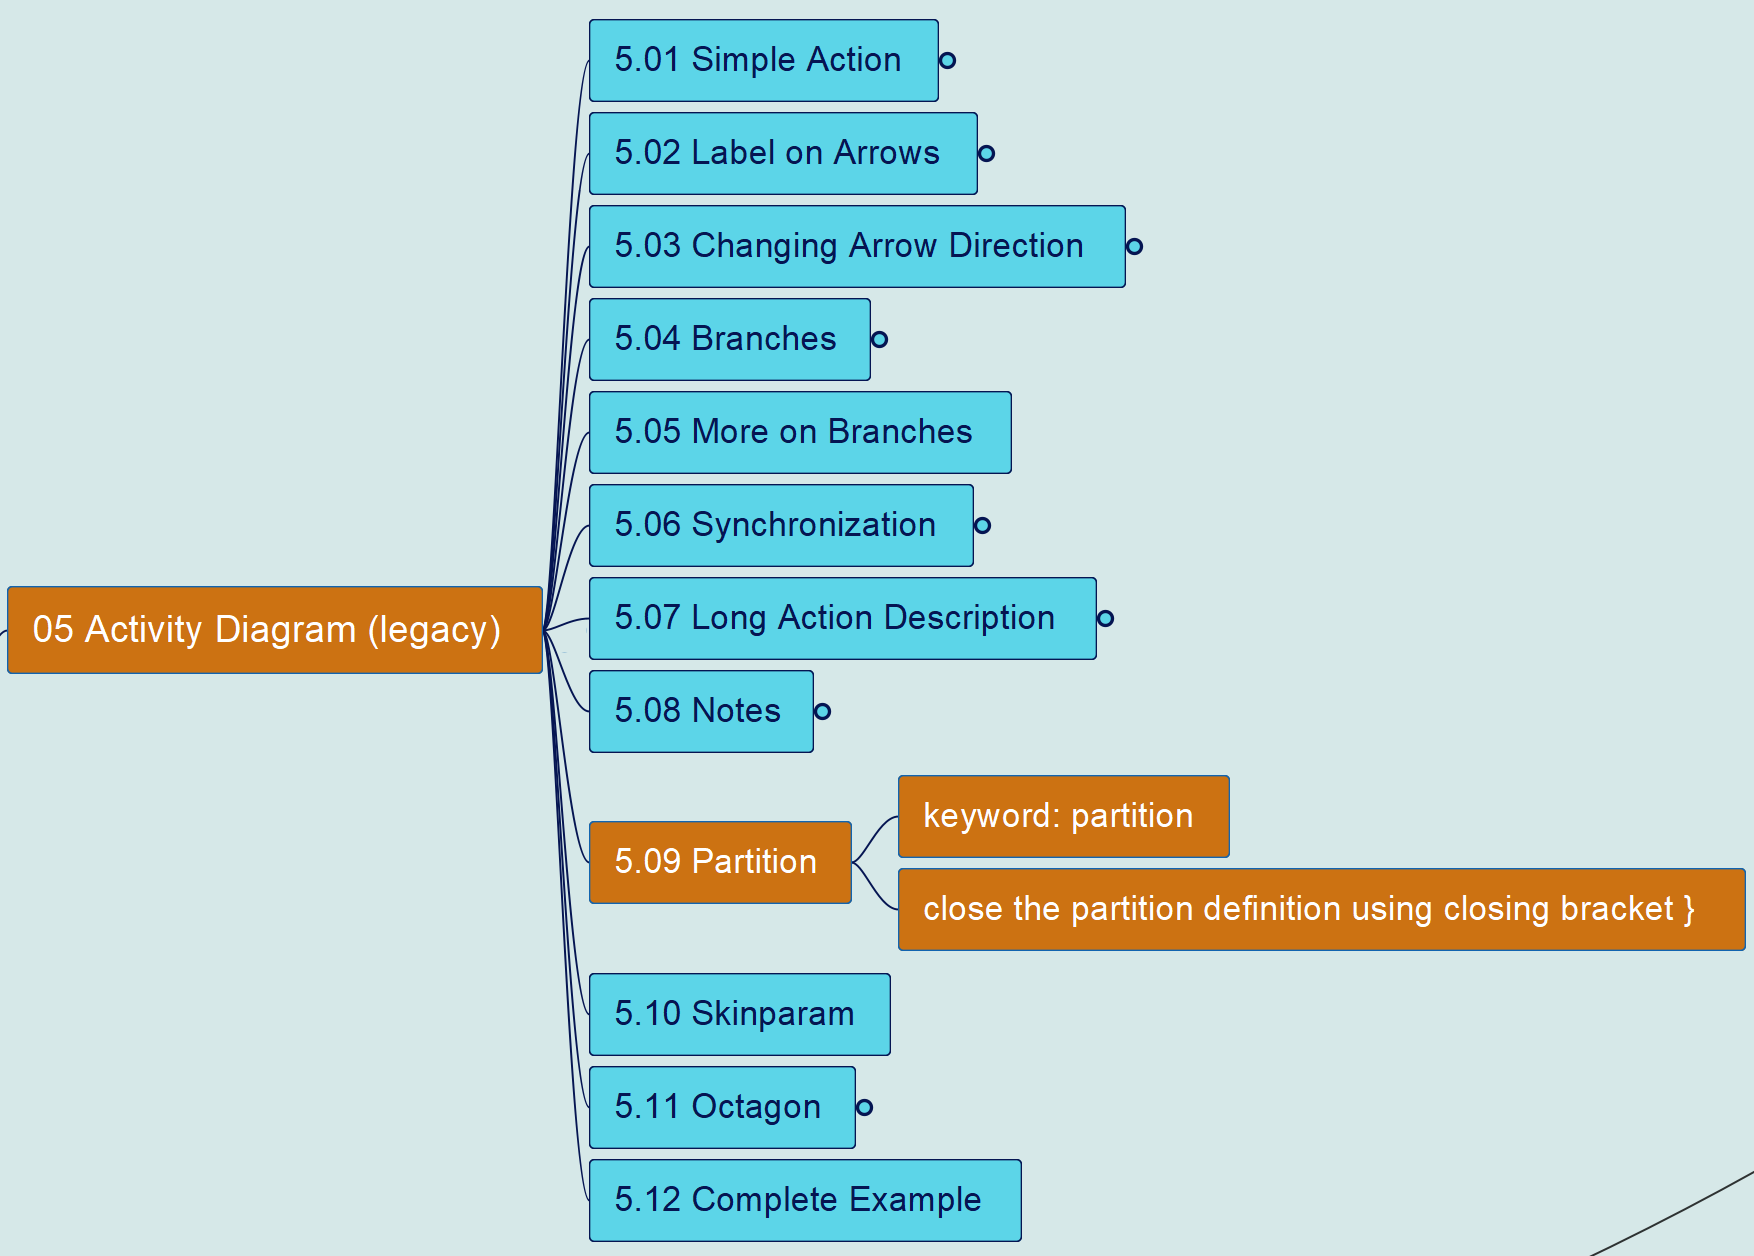 5.01 Simple Action
5.02 Label on Arrows
5.03 Changing Arrow Direction
5.04 Branches
5.05 More on Branches
5.06 Synchronization
05 Activity Diagram (legacy)
5.07 Long Action Description
5.08 Notes
5.09 Partition
keyword: partition
close the partition definition using closing bracket }
5.10 Skinparam
5.11 Octagon
5.12 Complete Example